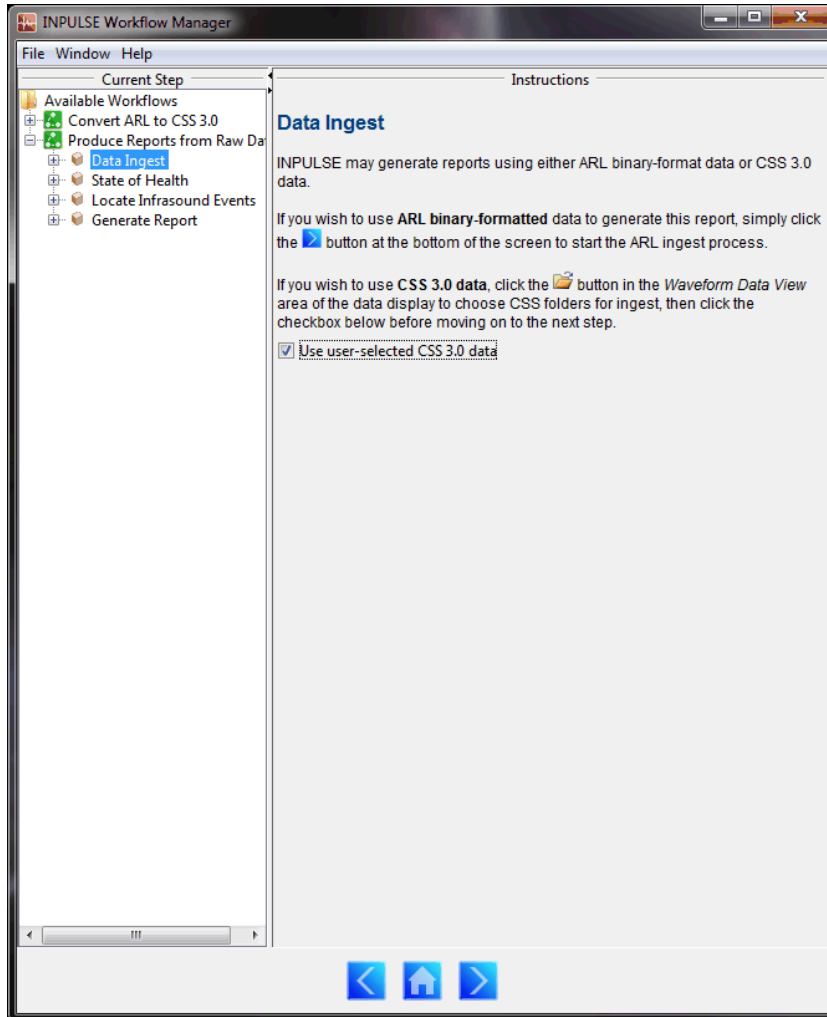 INPULSE Workflow Manager
File Window Help
Current Step
Available Workflows
Convert ARL to CSS 3.0
Produce Reports from Raw Da
Data Ingest
State of Health
Locate Infrasound Events
Generate Report
Instructions
Data Ingest
INPULSE may generate reports using either ARL binary-format data or CSS 3.0
data.
If you wish to use ARL binary-formatted data to generate this report, simply click
the button at the bottom of the screen to start the ARL ingest process.
If you wish to use CSS 3.0 data, click the button in the Waveform Data View
area of the data display to choose CSS folders for ingest, then click the
checkbox below before moving on to the next step.
Use user-selected CSS 3.0 data